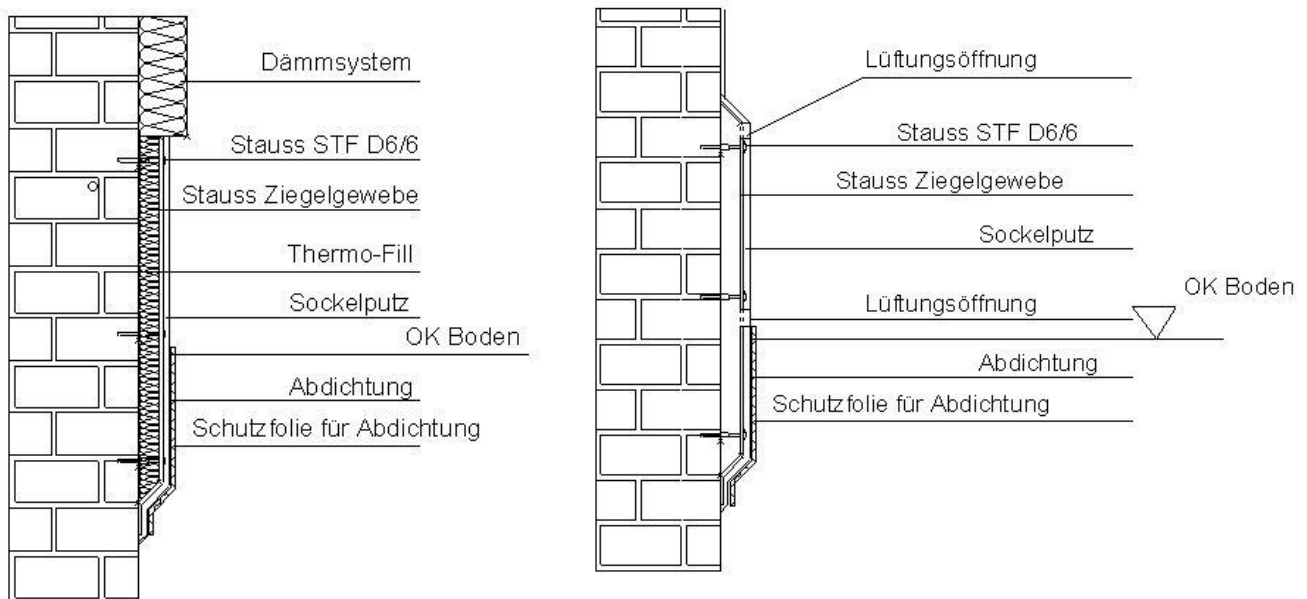 Dämmsystem
Stauss STF D6/6
Stauss Ziegelgewebe
Thermo-Fill
Sockelputz
OK Boden
Abdichtung
Schutzfolie für Abdichtung
Lüftungsöffnung
Stauss STF D6/6
Stauss Ziegelgewebe
Sockelputz
OK Boden
Lüftungsöffnung
Abdichtung
Schutzfolie für Abdichtung